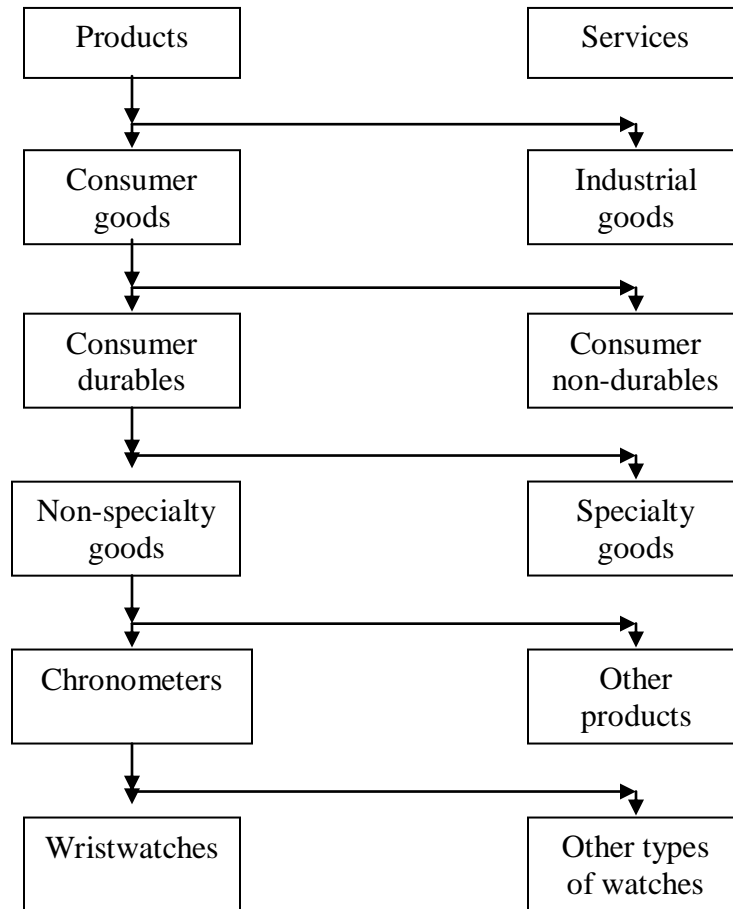 Products
Services
Consumer
goods
Industrial
goods
Consumer
durables
Consumer
non-durables
Non-specialty
goods
Specialty
goods
Chronometers
Other
products
Wristwatches
Other types
of watches